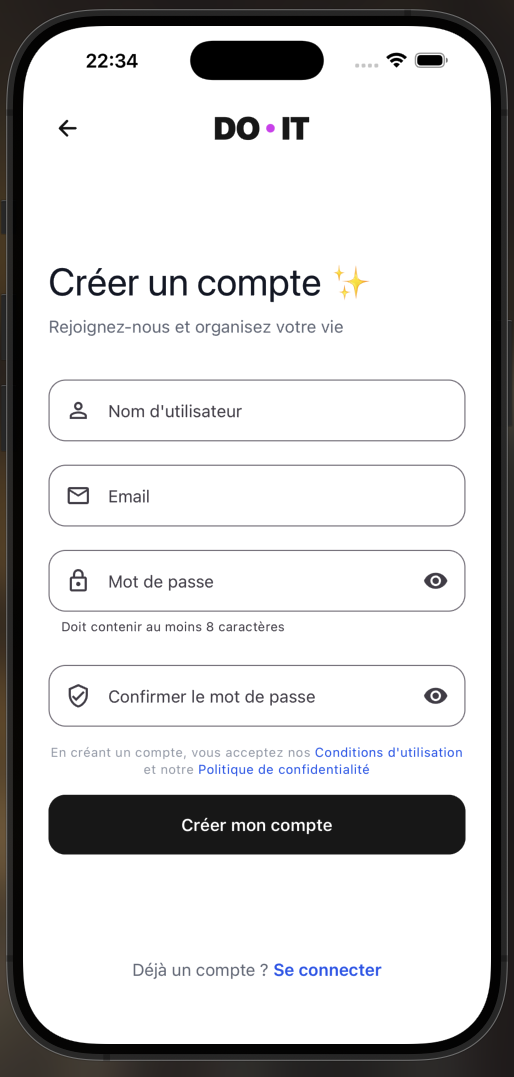 22:34
DO • IT
Créer un compte ✨
Rejoignez-nous et organisez votre vie
Nom d'utilisateur
Email
Mot de passe
Doit contenir au moins 8 caractères
Confirmer le mot de passe
En créant un compte, vous acceptez nos Conditions d'utilisation
et notre Politique de confidentialité
Créer mon compte
Déjà un compte ? Se connecter